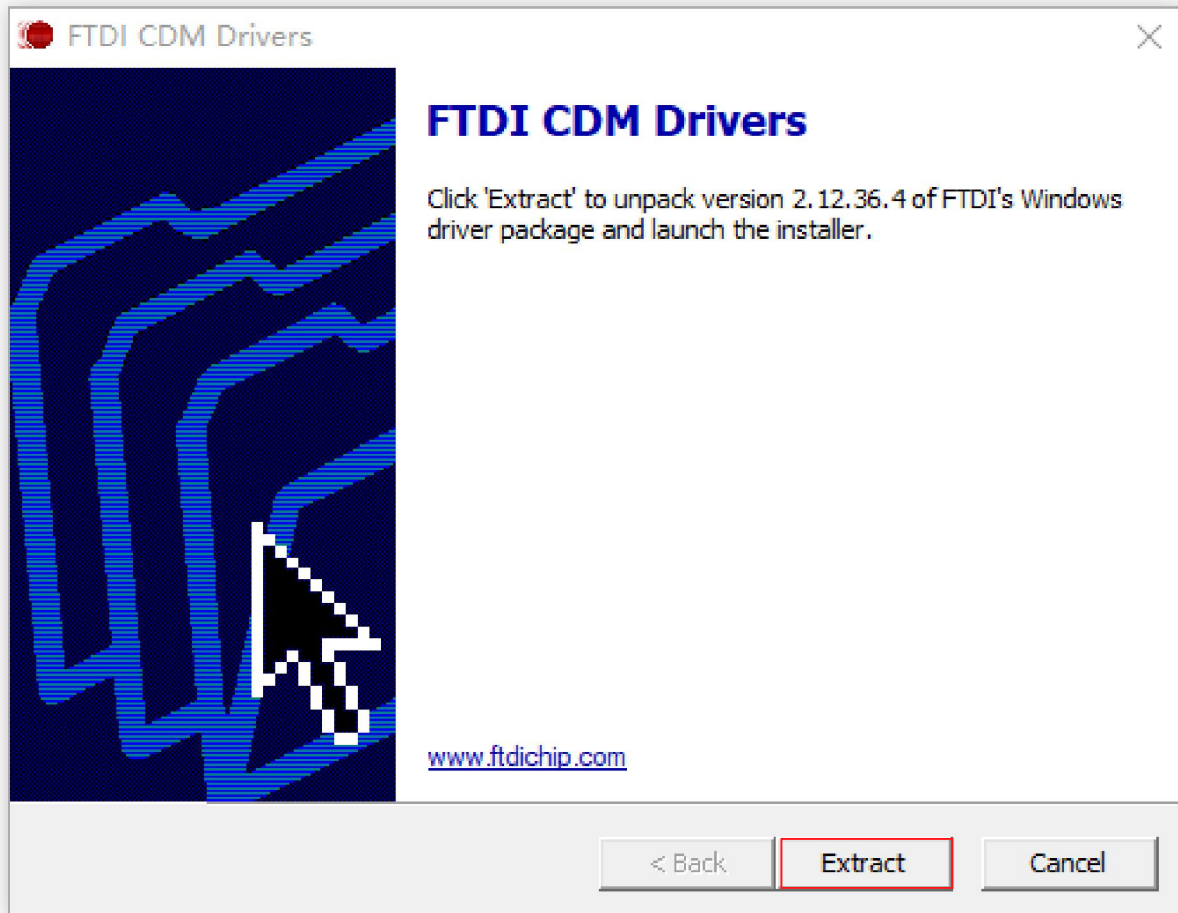 FTDI CDM Drivers
FTDI CDM Drivers
Click 'Extract' to unpack version 2.12.36.4 of FTDI's Windows
driver package and launch the installer.
www.ftdichip.com
< Back
Extract
Cancel